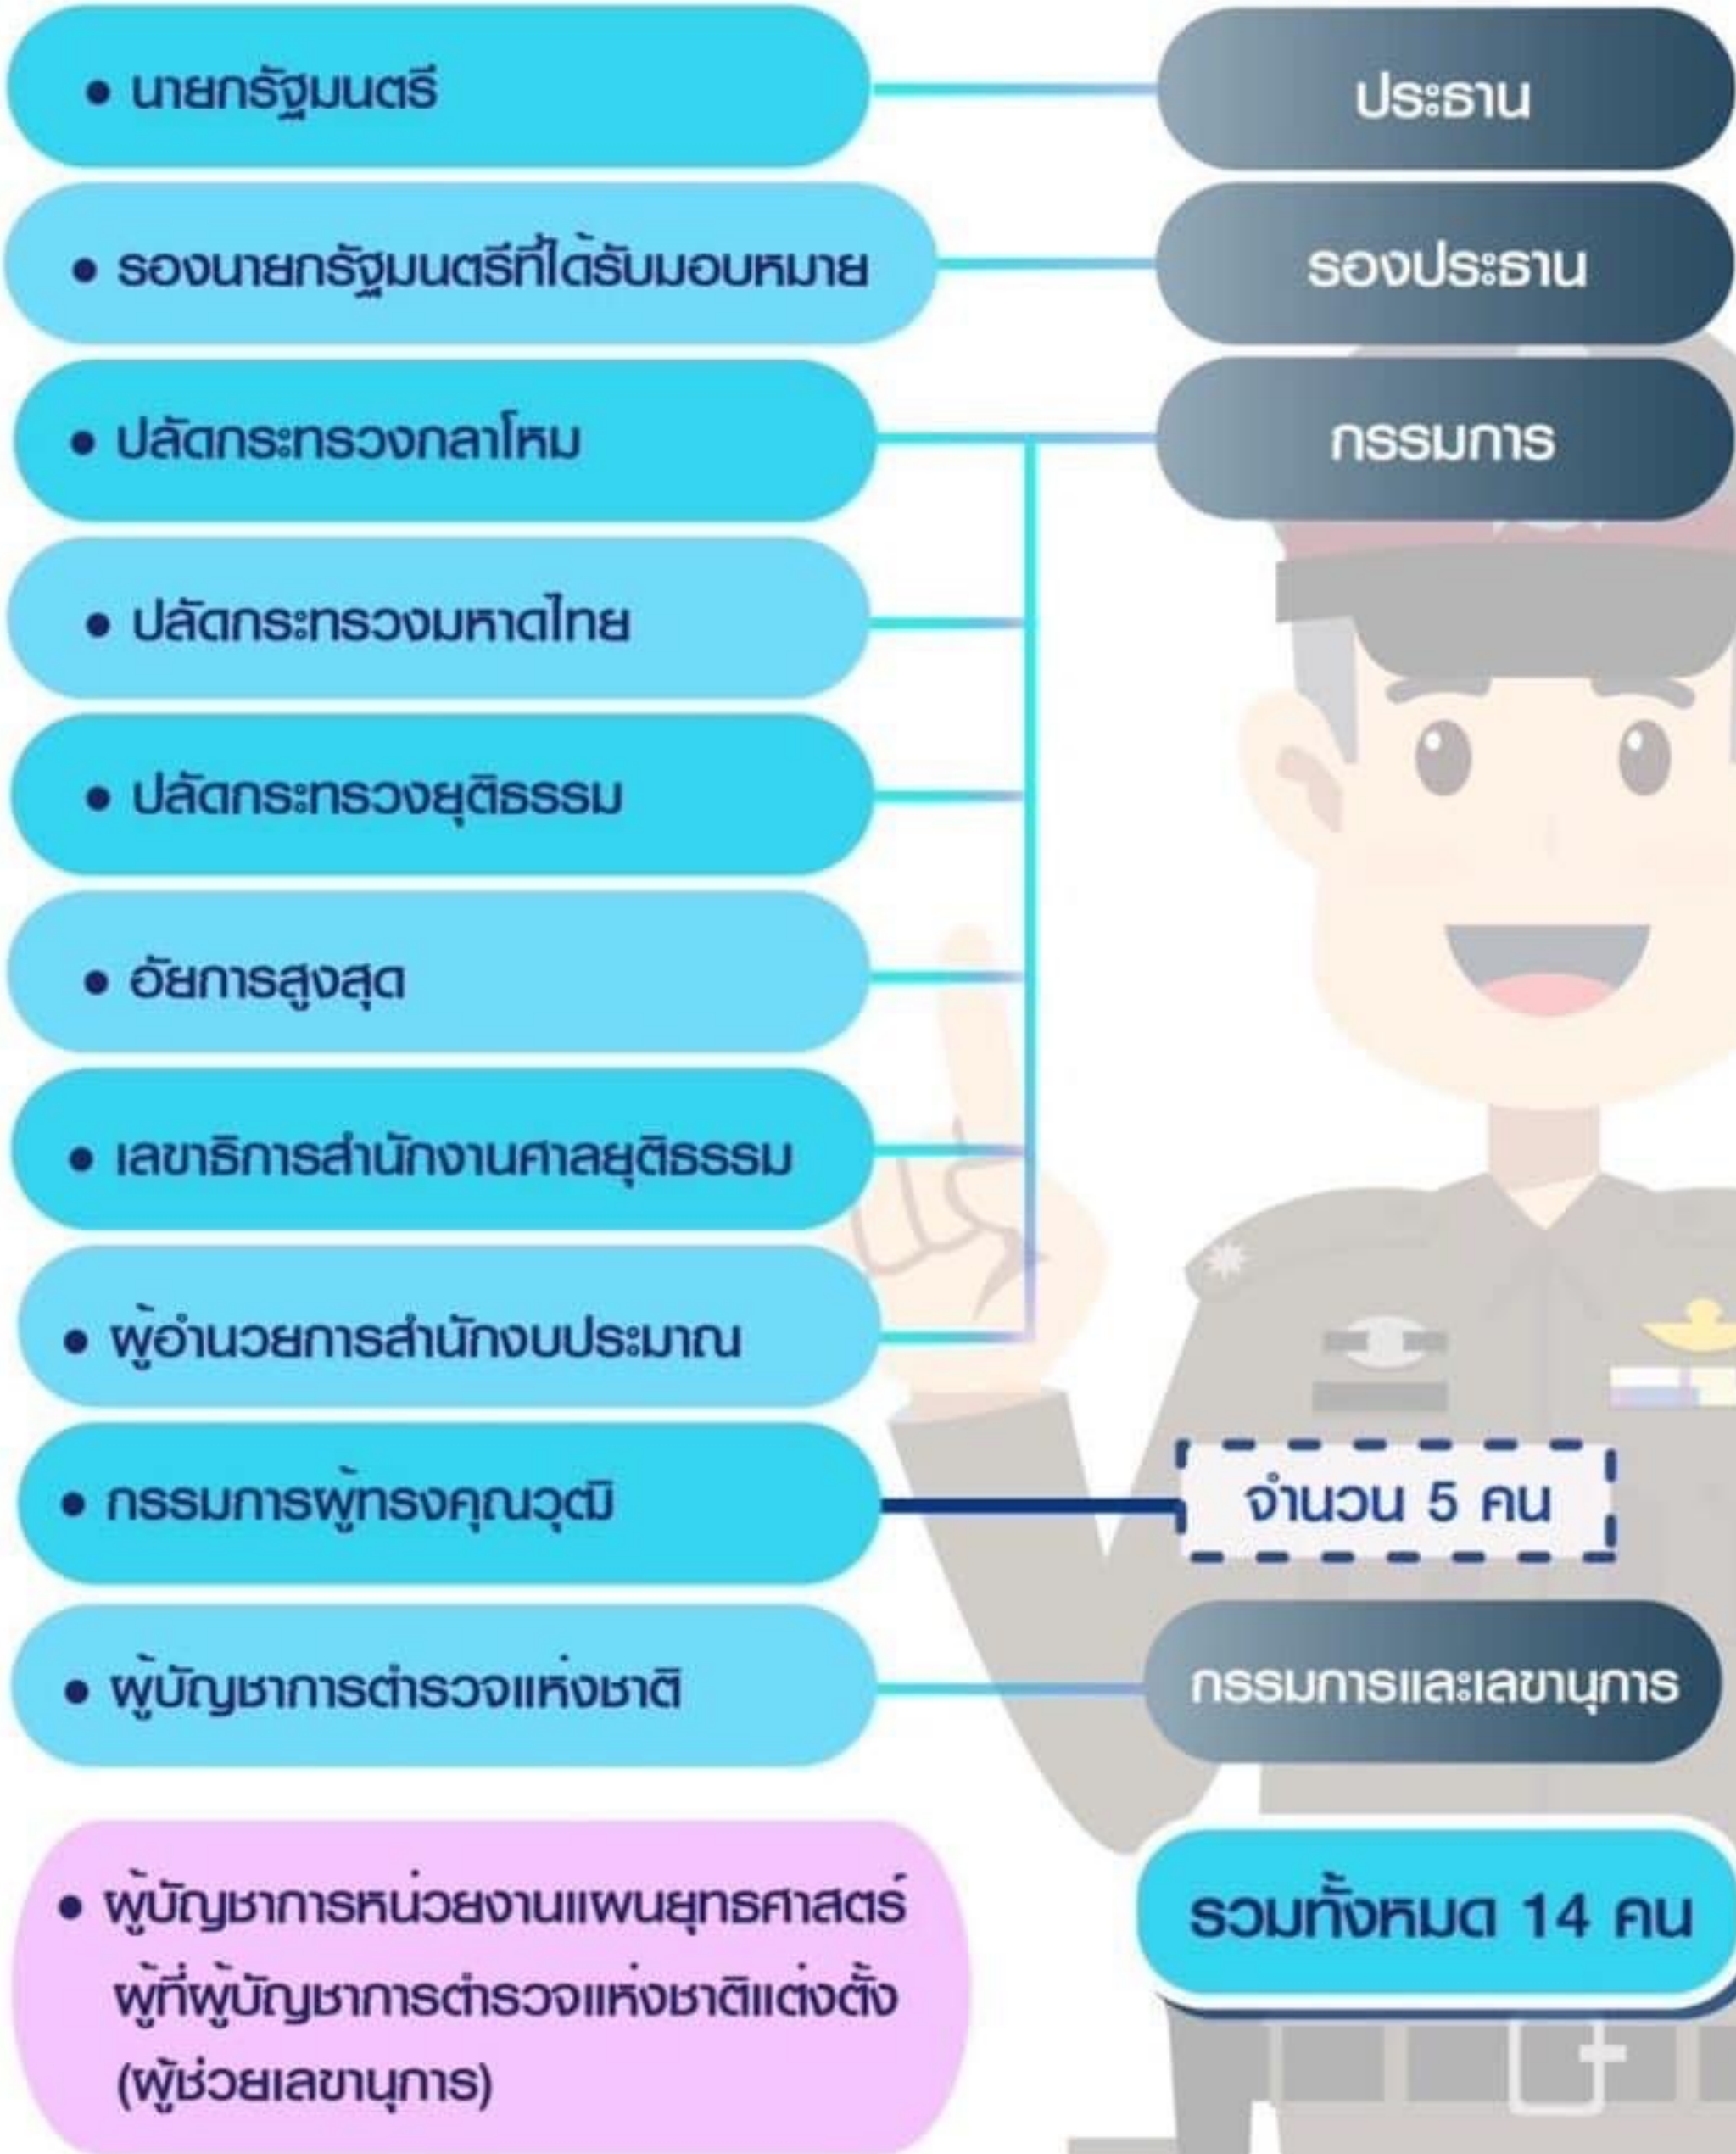 • นายกรัฐมนตรี
ประธาน
• รองนายกรัฐมนตรีที่ได้รับมอบหมาย
รองประธาน
• ปลัดกระทรวงกลาโหม
กรรมการ
• ปลัดกระทรวงมหาดไทย
• ปลัดกระทรวงยุติธรรม
• อัยการสูงสุด
• เลขาธิการสำนักงานศาลยุติธรรม
• ผู้อำนวยการสำนักงบประมาณ
• กรรมการผู้ทรงคุณวุฒิ
จำนวน 5 คน
• ผู้บัญชาการตำรวจแห่งชาติ
กรรมการและเลขานุการ
• ผู้บัญชาการหน่วยงานแผนยุทธศาสตร์
ผู้ที่ผู้บัญชาการตำรวจแห่งชาติแต่งตั้ง
(ผู้ช่วยเลขานุการ)
รวมทั้งหมด 14 คน